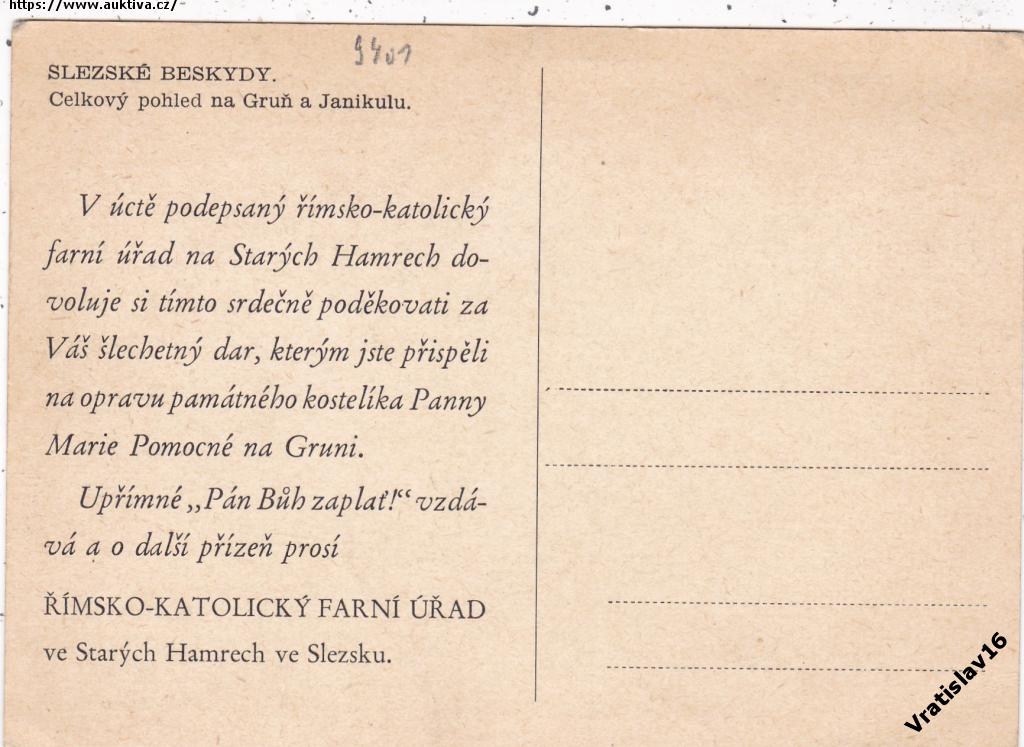 https://www.auktiva.cz/
9401
SLEZSKÉ BESKYDY.
Celkový pohled na Gruň a Janikulu.
V úctě podepsaný římsko-katolický
farní úřad na Starých Hamrech do-
voluje si tímto srdečně poděkovati za
Váš šlechetný dar, kterým jste přispěli
na opravu památného kostelíka Panny
Marie Pomocné na Gruni.
Upřímné „Pán Bůh zaplať!“ vzdá-
vá a o další přízeň prosí
ŘÍMSKO-KATOLICKÝ FARNÍ ÚŘAD
ve Starých Hamrech ve Slezsku.
Vratislav16